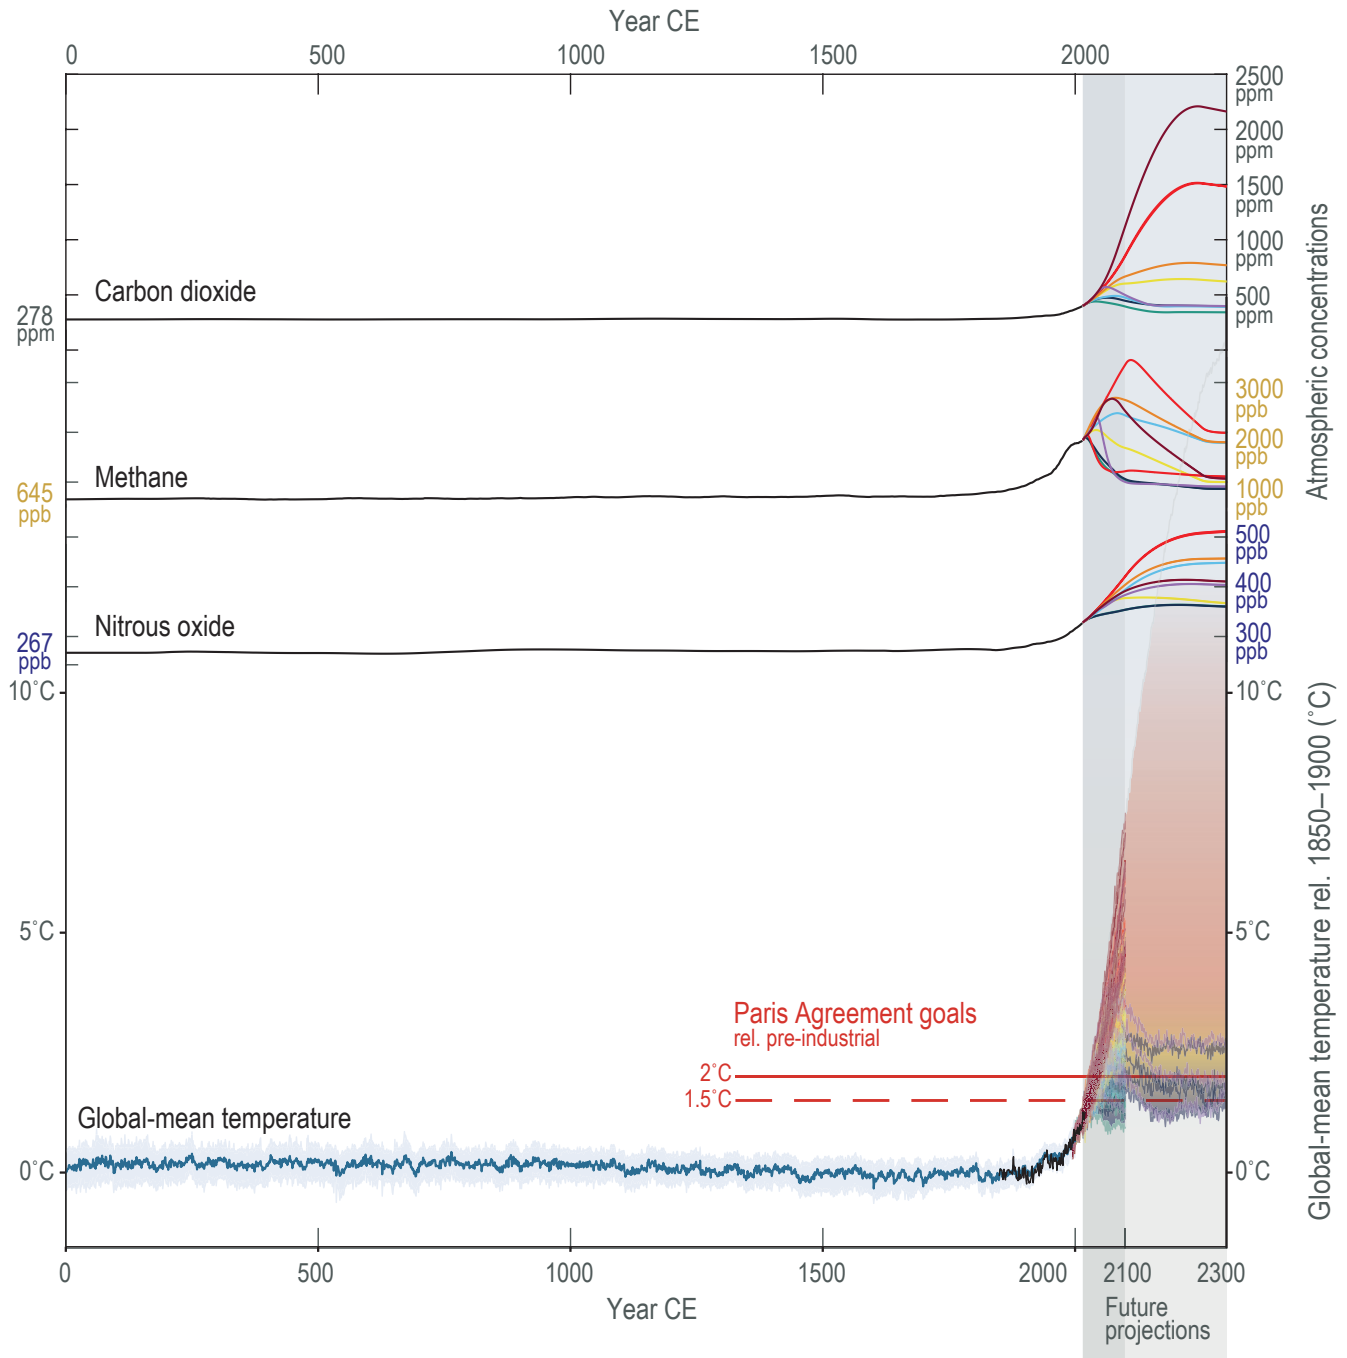 Year CE
0 500 1000 1500 2000
2500
ppm
2000
ppm
1500
ppm
1000
ppm
500
ppm
Atmospheric concentrations
Carbon dioxide
278
ppm
3000
ppb
2000
ppb
1000
ppb
Methane
645
ppb
500
ppb
400
ppb
300
ppb
Nitrous oxide
267
ppb
10˚C
10˚C
5˚C
5˚C
Global-mean temperature rel. 1850–1900 (˚C)
Paris Agreement goals
rel. pre-industrial
2˚C
1.5˚C
Global-mean temperature
0˚C
0˚C
0 500 1000 1500 2000 2100 2300
Year CE
Future
projections